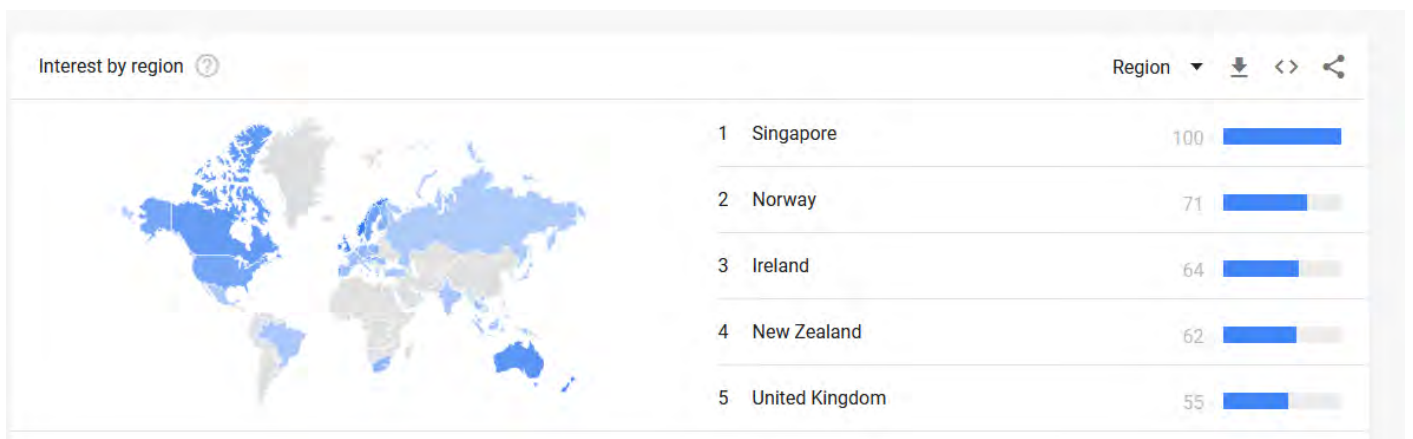 Interest by region
Region
1 Singapore 100
2 Norway 71
3 Ireland 64
4 New Zealand 62
5 United Kingdom 55